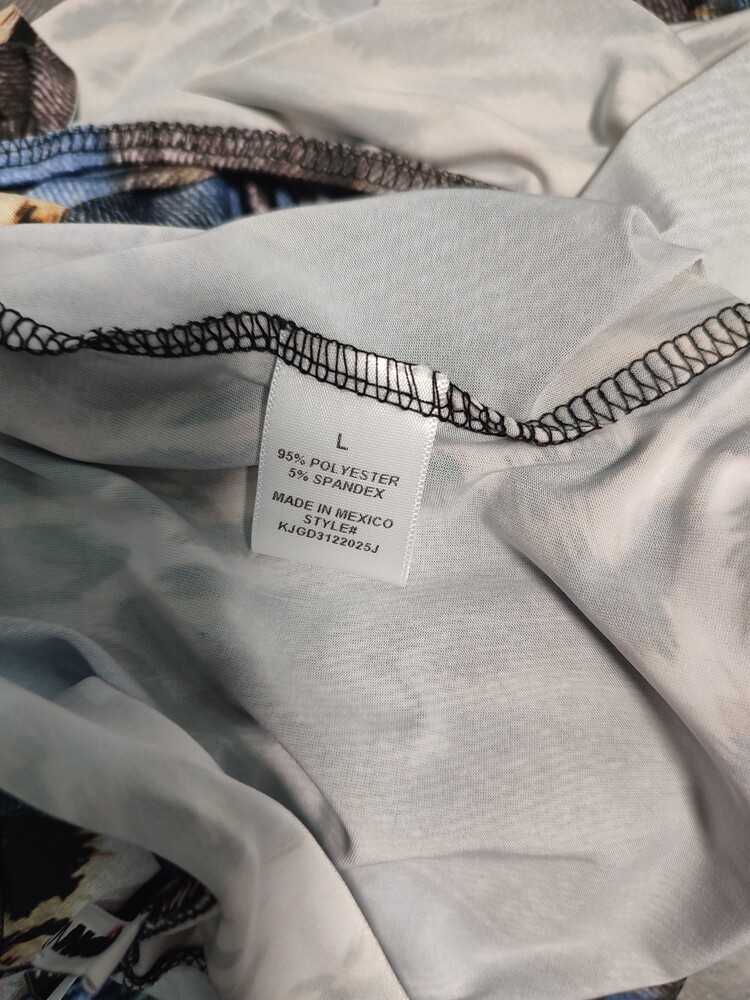 L
95% POLYESTER
5% SPANDEX
MADE IN MEXICO
STYLE#
KJGD3122025J